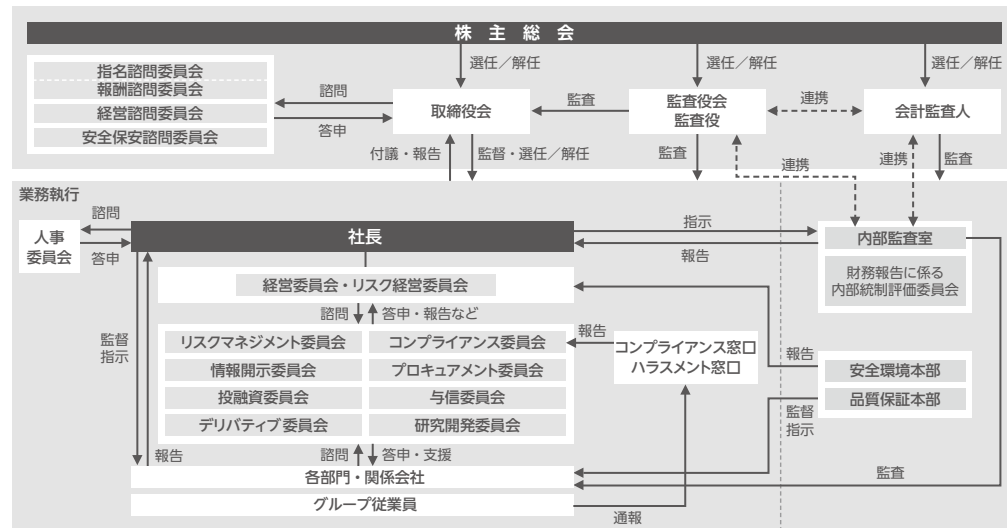 株主総会
選任／解任
選任／解任
選任／解任
指名諮問委員会
報酬諮問委員会
経営諮問委員会
安全保安諮問委員会
諮問
答申
取締役会
監査
監査役会
監査役
連携
会計監査人
付議・報告
監督・選任／解任
監査
連携
連携
監査
業務執行
人事
委員会
諮問
答申
社長
指示
報告
内部監査室
財務報告に係る
内部統制評価委員会
経営委員会・リスク経営委員会
諮問
答申・報告など
監督
指示
リスクマネジメント委員会
コンプライアンス委員会
情報開示委員会
プロキュアメント委員会
投融資委員会
与信委員会
デリバティブ委員会
研究開発委員会
報告
コンプライアンス窓口
ハラスメント窓口
報告
安全環境本部
品質保証本部
監督
指示
報告
諮問
答申・支援
各部門・関係会社
監査
グループ従業員
通報